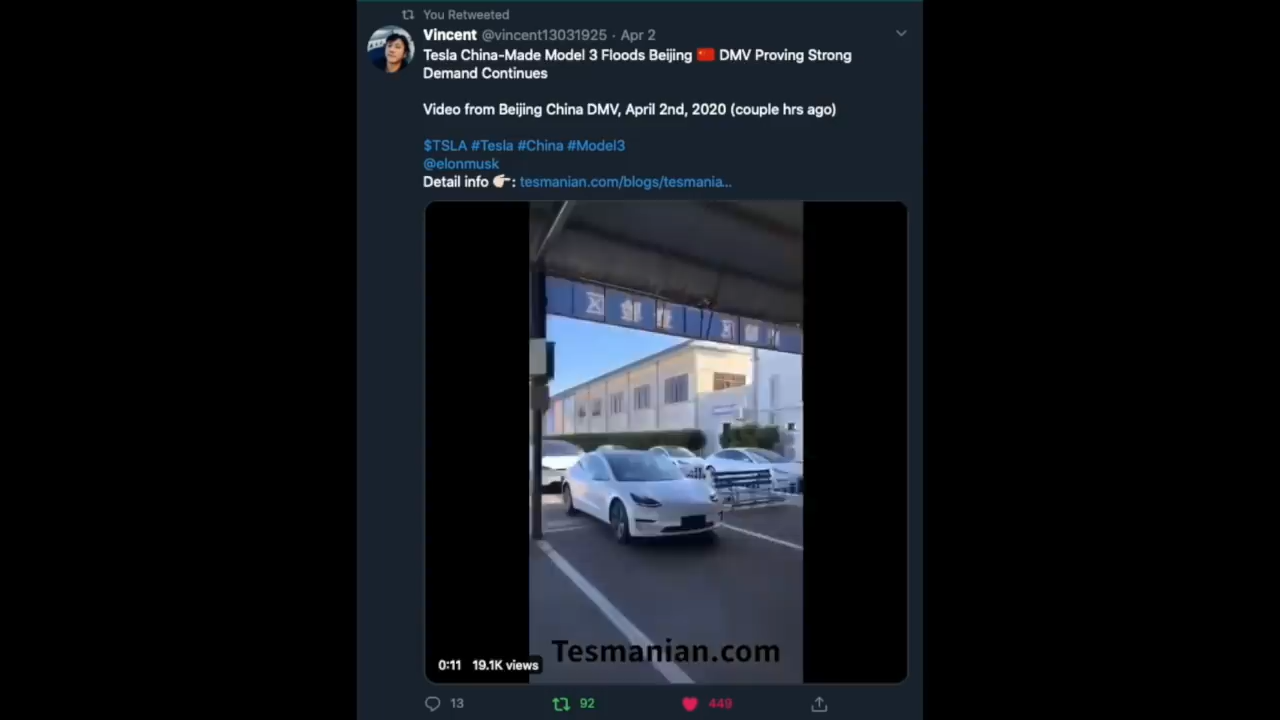 You Retweeted
Vincent @vincent13031925 · Apr 2
Tesla China-Made Model 3 Floods Beijing 🇨🇳 DMV Proving Strong
Demand Continues
Video from Beijing China DMV, April 2nd, 2020 (couple hrs ago)
$TSLA #Tesla #China #Model3
@elonmusk
Detail info 👉🏻: tesmanian.com/blogs/tesmania…
Tesmanian.com
0:11 19.1K views
13 92 449